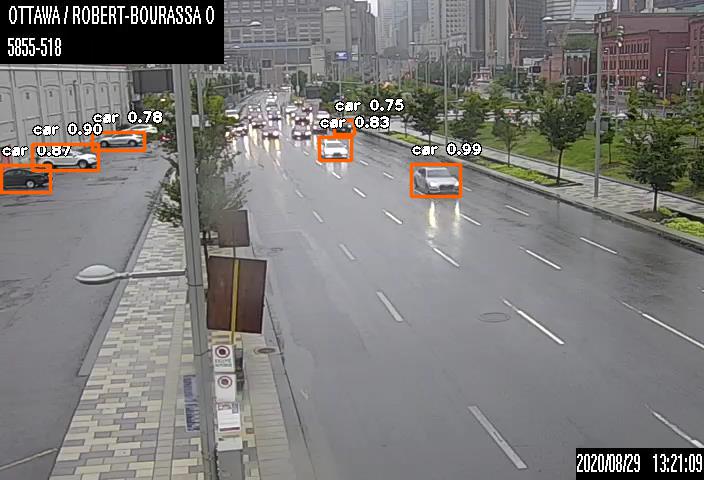 OTTAWA / ROBERT-BOURASSA O
5855-518
car 0.75
car 0.78
car 0.83
car 0.90
car 0.99
car 0.87
2020/08/29 13:21:09